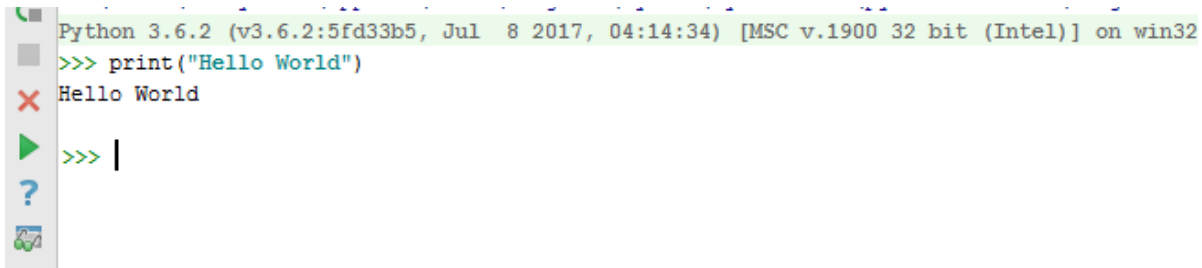 Python 3.6.2 (v3.6.2:5fd33b5, Jul  8 2017, 04:14:34) [MSC v.1900 32 bit (Intel)] on win32
>>> print("Hello World")
Hello World
>>>
?